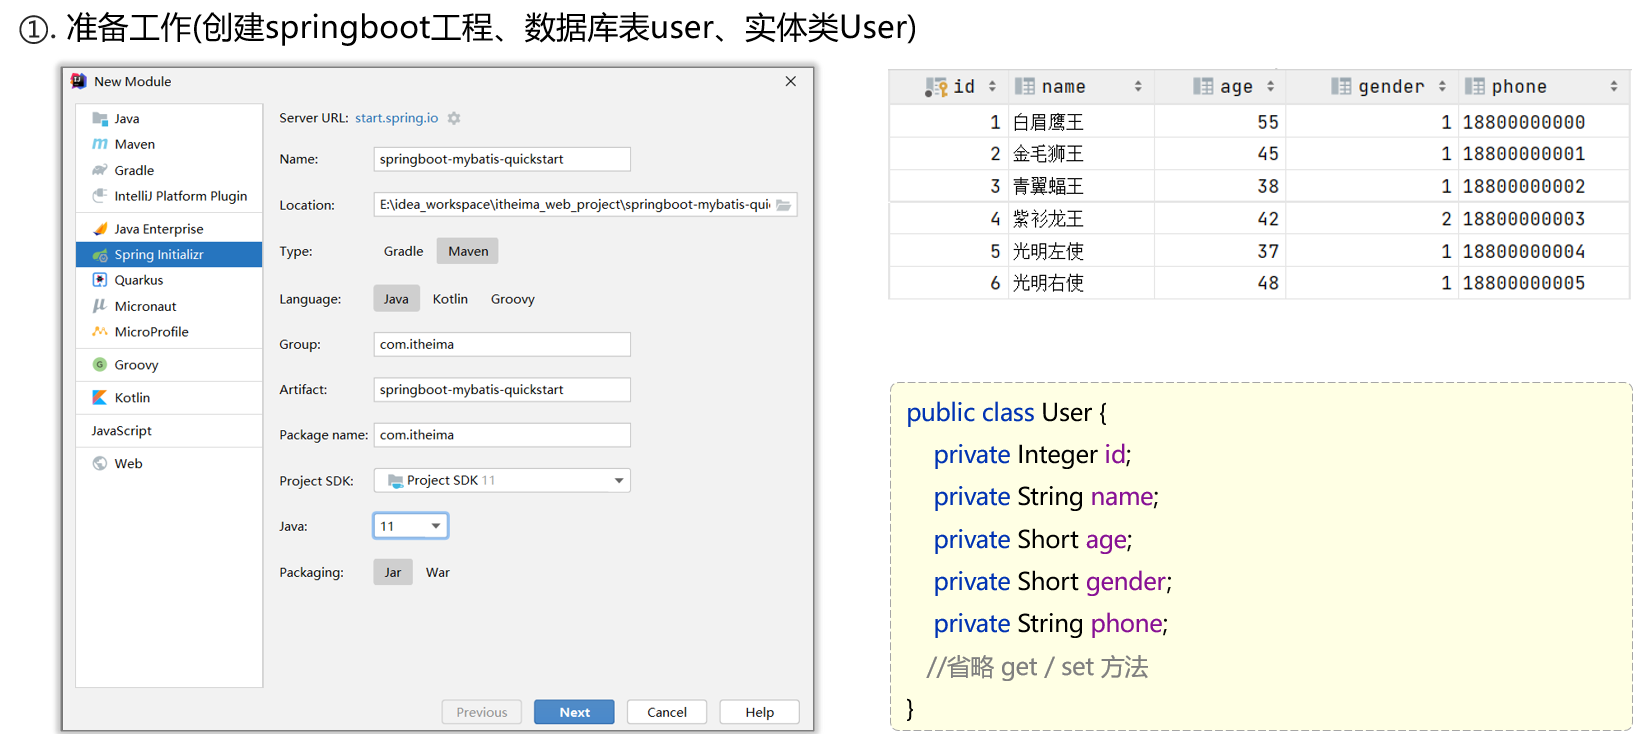 ①. 准备工作(创建springboot工程、数据库表user、实体类User)
New Module
Java
Maven
Gradle
IntelliJ Platform Plugin
Java Enterprise
Spring Initializr
Quarkus
Micronaut
MicroProfile
Groovy
Kotlin
JavaScript
Web
Server URL: start.spring.io
Name: springboot-mybatis-quickstart
Location: E:\idea_workspace\itheima_web_project\springboot-mybatis-qui
Type: Gradle Maven
Language: Java Kotlin Groovy
Group: com.itheima
Artifact: springboot-mybatis-quickstart
Package name: com.itheima
Project SDK: Project SDK 11
Java: 11
Packaging: Jar War
Previous Next Cancel Help
id name age gender phone
1 白眉鹰王 55 1 18800000000
2 金毛狮王 45 1 18800000001
3 青翼蝠王 38 1 18800000002
4 紫衫龙王 42 2 18800000003
5 光明左使 37 1 18800000004
6 光明右使 48 1 18800000005
public class User {
private Integer id;
private String name;
private Short age;
private Short gender;
private String phone;
//省略 get / set 方法
}